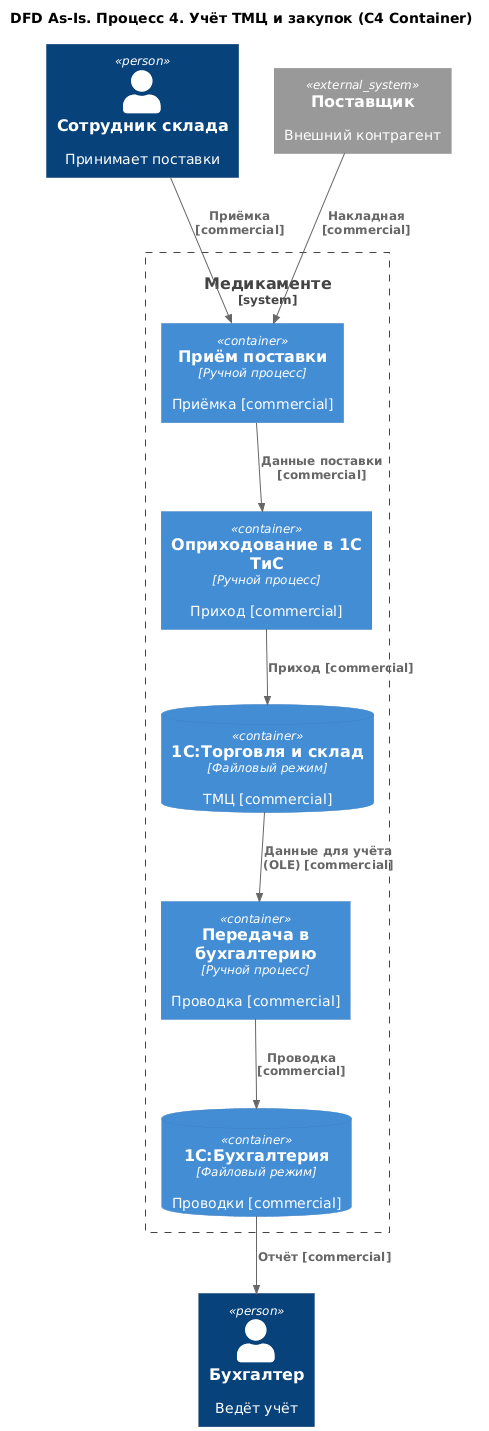 DFD As-Is. Процесс 4. Учёт ТМЦ и закупок (C4 Container)
«person»
Сотрудник склада
Принимает поставки
«external_system»
Поставщик
Внешний контрагент
Приёмка
[commercial]
Накладная
[commercial]
Медикаменте
[system]
«container»
Приём поставки
[Ручной процесс]
Приёмка [commercial]
Данные поставки
[commercial]
«container»
Оприходование в 1С
ТиС
[Ручной процесс]
Приход [commercial]
Приход [commercial]
«container»
1С:Торговля и склад
[Файловый режим]
ТМЦ [commercial]
Данные для учёта
(OLE) [commercial]
«container»
Передача в
бухгалтерию
[Ручной процесс]
Проводка [commercial]
Проводка
[commercial]
«container»
1С:Бухгалтерия
[Файловый режим]
Проводки [commercial]
Отчёт [commercial]
«person»
Бухгалтер
Ведёт учёт